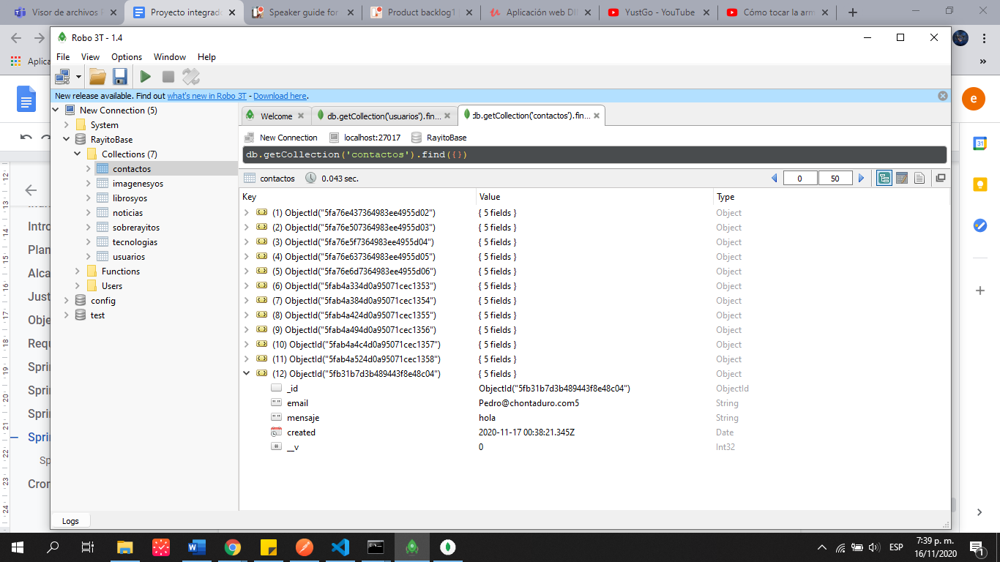 Visor de archivos
Proyecto integrad
Speaker guide for
Product backlog1
Aplicación web DI
YustGo - YouTube
Cómo tocar la arm
Aplica
Robo 3T - 1.4
File View Options Window Help
New release available. Find out what's new in Robo 3T - Download here.
e
New Connection (5)
System
RayitoBase
Collections (7)
contactos
imagenesyos
librosyos
noticias
sobrerayitos
tecnologias
usuarios
Functions
Users
config
test
Welcome
db.getCollection('usuarios').fin...
db.getCollection('contactos').fin...
New Connection localhost:27017 RayitoBase
db.getCollection('contactos').find({})
contactos 0.043 sec. 0 50
Key Value Type
(1) ObjectId("5fa76e437364983ee4955d02") { 5 fields } Object
(2) ObjectId("5fa76e507364983ee4955d03") { 5 fields } Object
(3) ObjectId("5fa76e5f7364983ee4955d04") { 5 fields } Object
(4) ObjectId("5fa76e637364983ee4955d05") { 5 fields } Object
(5) ObjectId("5fa76e6d7364983ee4955d06") { 5 fields } Object
(6) ObjectId("5fab4a334d0a95071cec1353") { 5 fields } Object
(7) ObjectId("5fab4a384d0a95071cec1354") { 5 fields } Object
(8) ObjectId("5fab4a424d0a95071cec1355") { 5 fields } Object
(9) ObjectId("5fab4a494d0a95071cec1356") { 5 fields } Object
(10) ObjectId("5fab4a4c4d0a95071cec1357") { 5 fields } Object
(11) ObjectId("5fab4a524d0a95071cec1358") { 5 fields } Object
(12) ObjectId("5fb31b7d3b489443f8e48c04") { 5 fields } Object
_id ObjectId("5fb31b7d3b489443f8e48c04") ObjectId
email Pedro@chontaduro.com5 String
mensaje hola String
created 2020-11-17 00:38:21.345Z Date
__v 0 Int32
Logs
Intro
Plan
Alca
Just
Obje
Requ
Sprin
Sprin
Sprin
Sprin
Sp
Cron
12
13
14
15
16
17
18
19
20
21
22
23
24
31
ESP
7:39 p. m.
16/11/2020
1